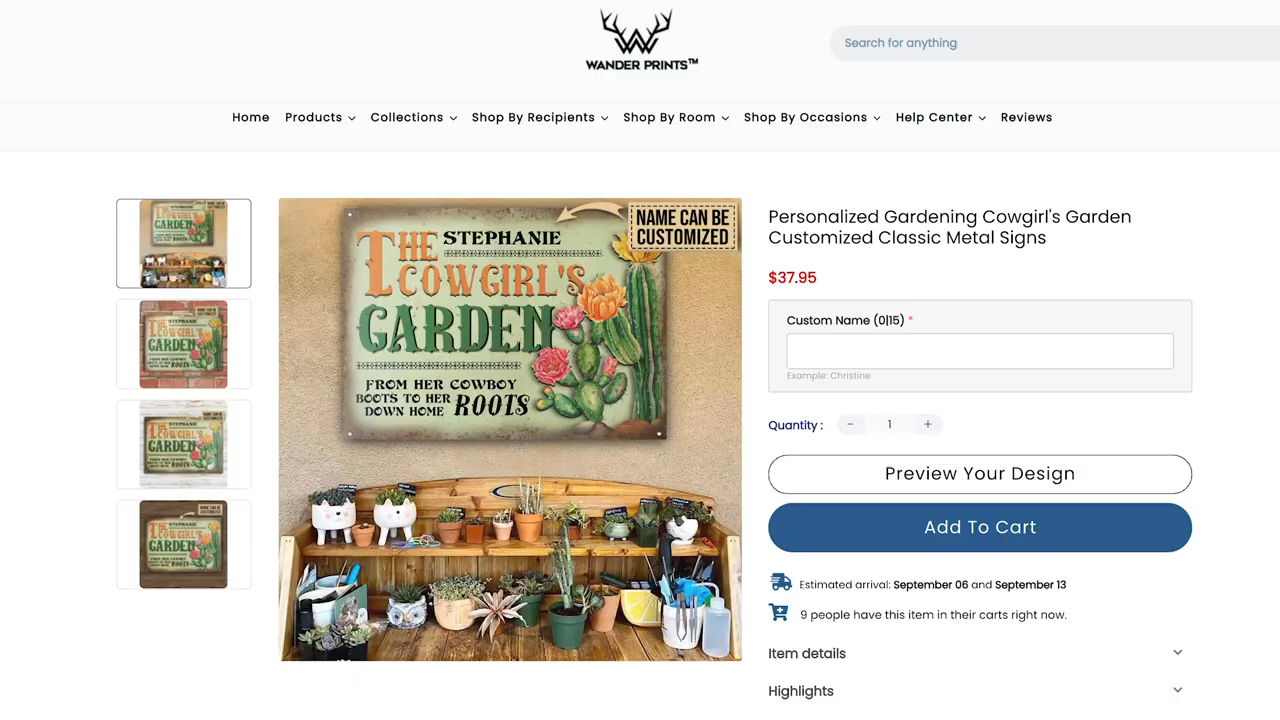 WANDER PRINTS™
Search for anything
Home
Products
Collections
Shop By Recipients
Shop By Room
Shop By Occasions
Help Center
Reviews
NAME CAN BE
CUSTOMIZED
STEPHANIE
THE
COWGIRL'S
GARDEN
FROM HER COWBOY
BOOTS TO HER
DOWN HOME ROOTS
Personalized Gardening Cowgirl's Garden
Customized Classic Metal Signs
$37.95
Custom Name (0|15) *
Example: Christine
Quantity :
− 1 +
Preview Your Design
Add To Cart
Estimated arrival: September 06 and September 13
9 people have this item in their carts right now.
Item details
Highlights